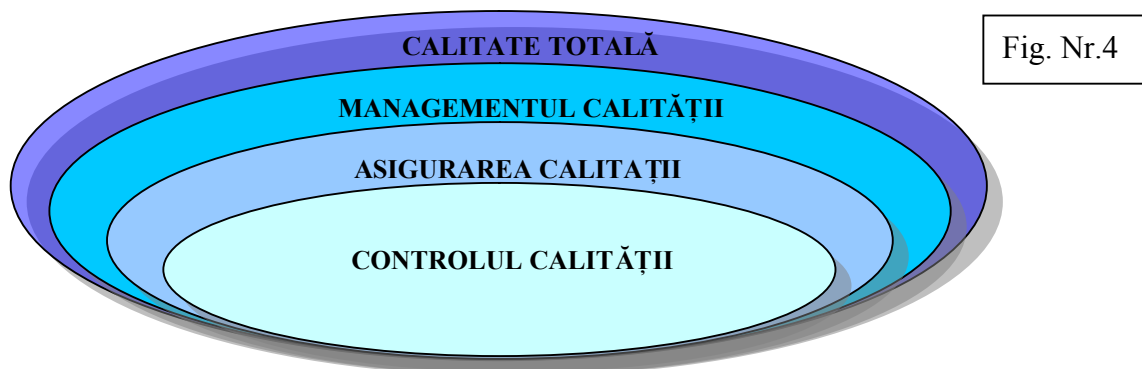 CALITATE TOTALĂ
Fig. Nr.4
MANAGEMENTUL CALITĂȚII
ASIGURAREA CALITAȚII
CONTROLUL CALITĂȚII